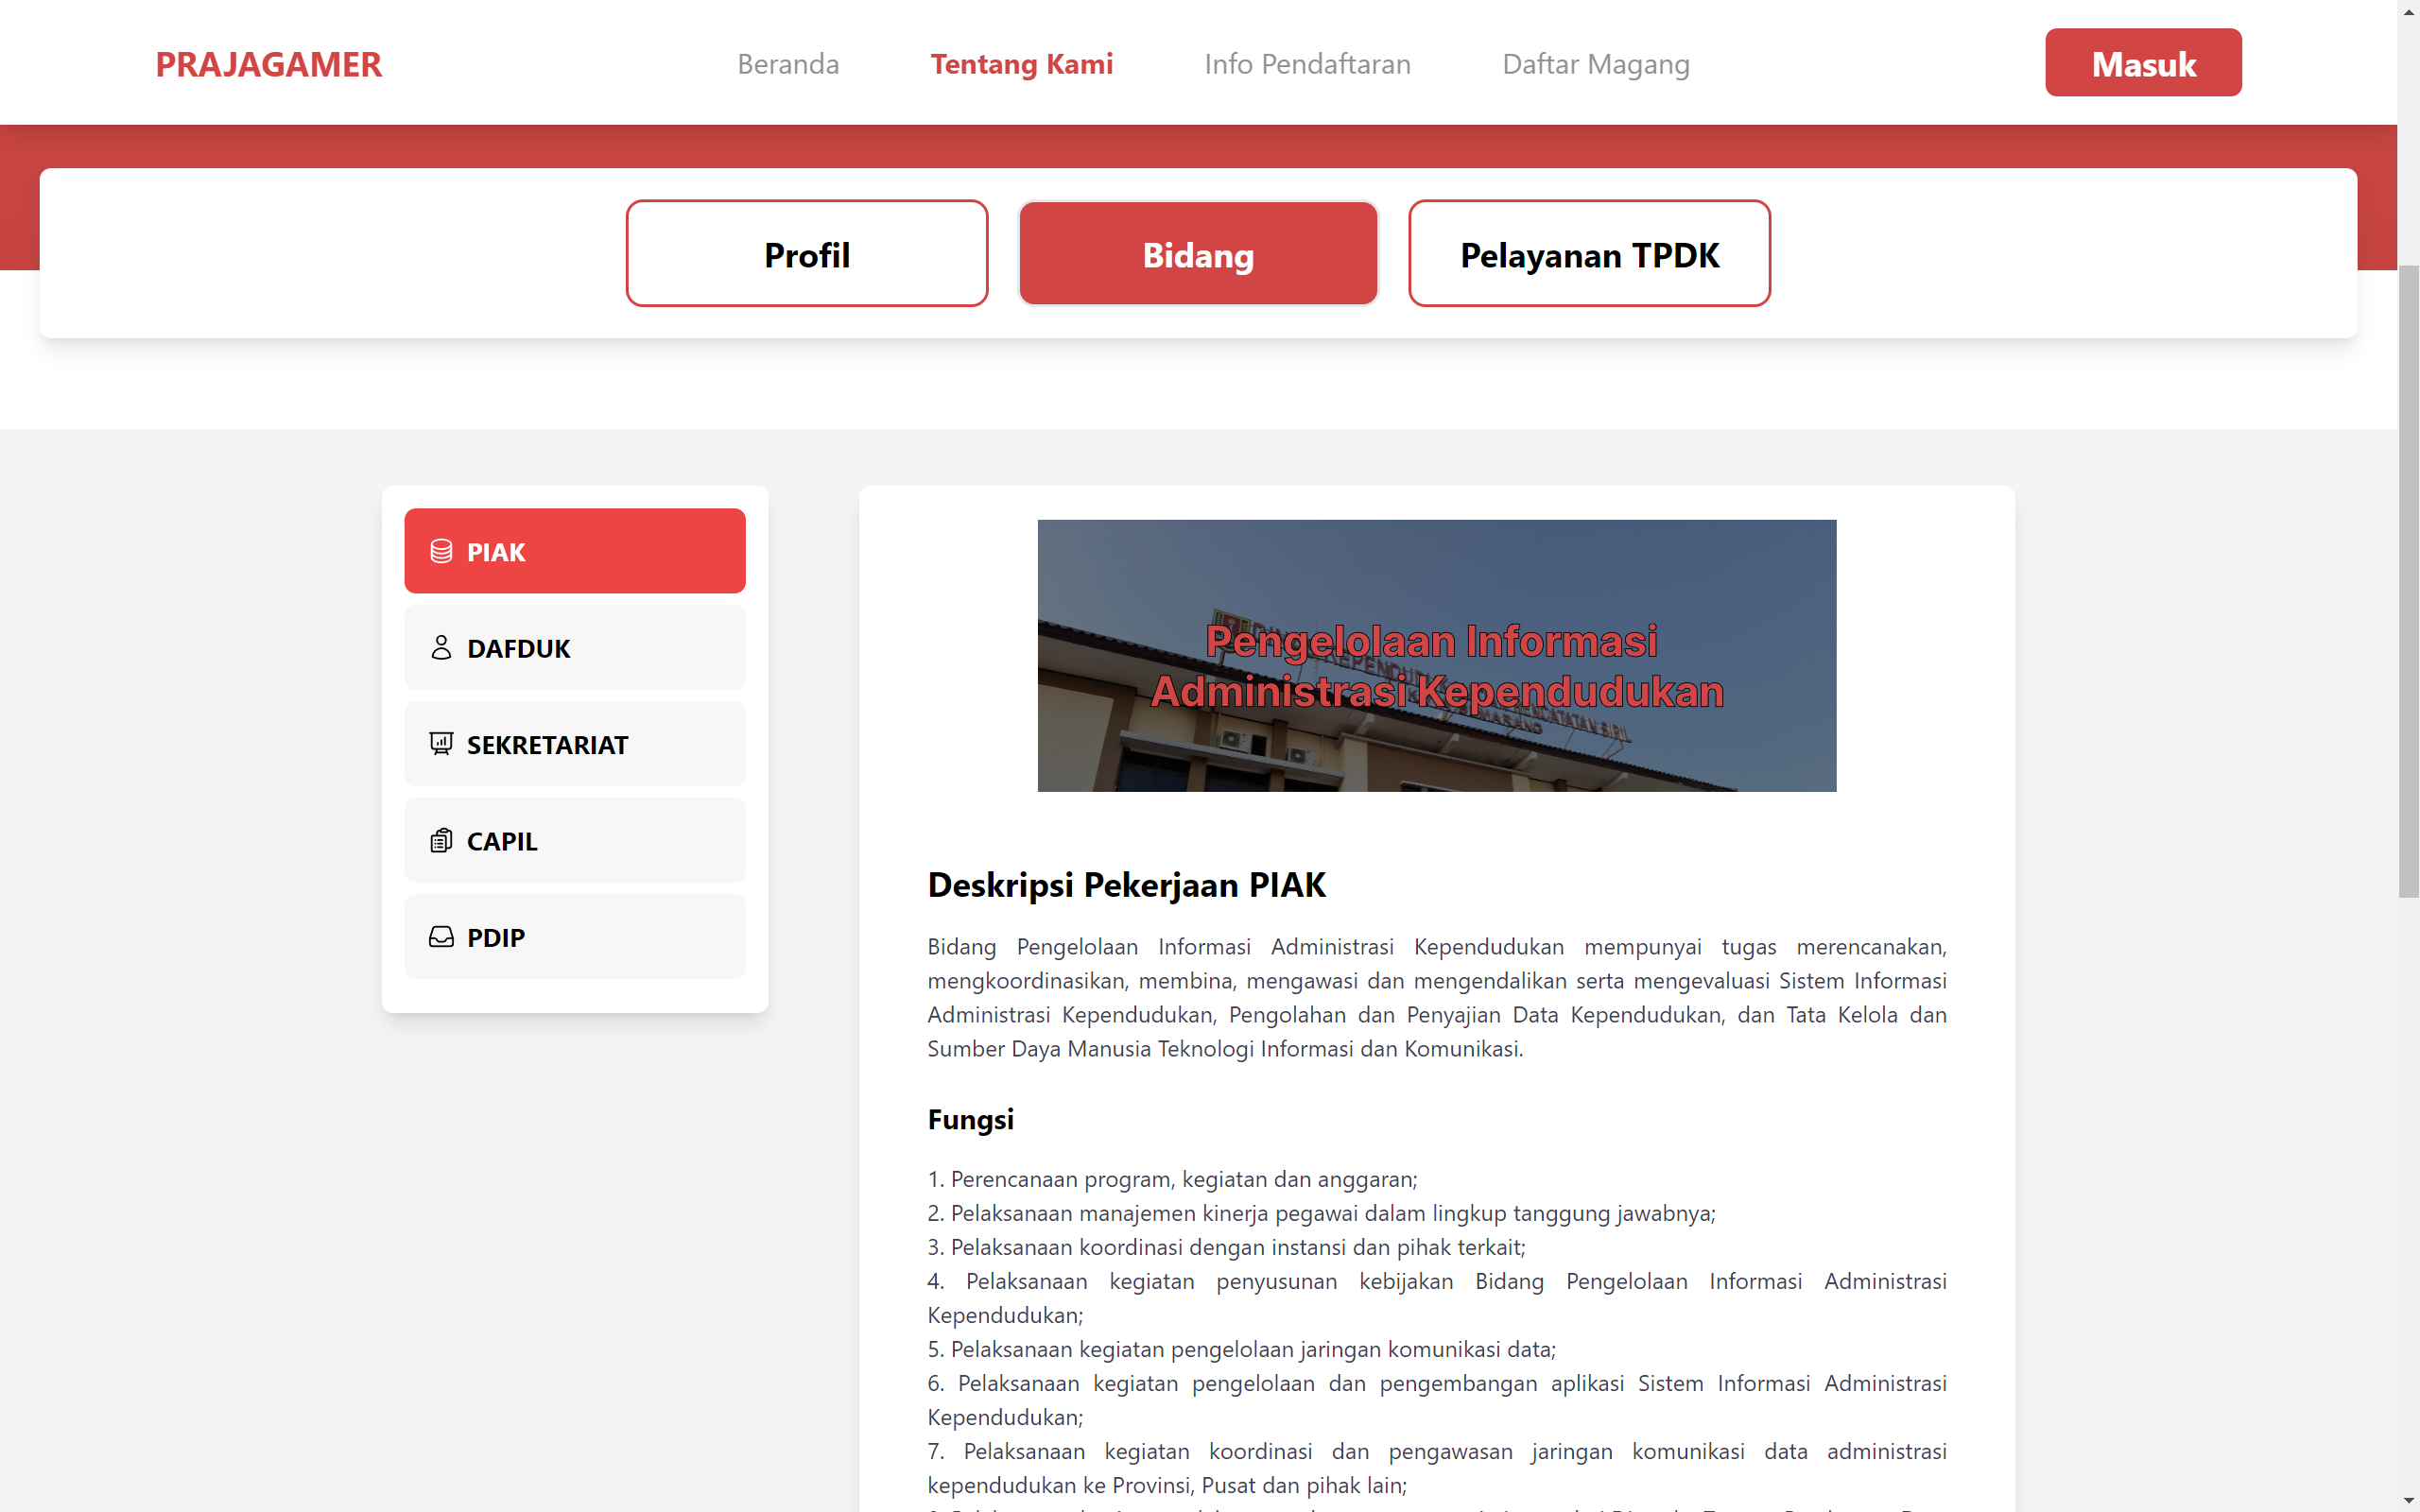 PRAJAGAMER
Beranda
Tentang Kami
Info Pendaftaran
Daftar Magang
Masuk
Profil
Bidang
Pelayanan TPDK
PIAK
DAFDUK
SEKRETARIAT
CAPIL
PDIP
Pengelolaan Informasi
Administrasi Kependudukan
Deskripsi Pekerjaan PIAK
Bidang Pengelolaan Informasi Administrasi Kependudukan mempunyai tugas merencanakan,
mengkoordinasikan, membina, mengawasi dan mengendalikan serta mengevaluasi Sistem Informasi
Administrasi Kependudukan, Pengolahan dan Penyajian Data Kependudukan, dan Tata Kelola dan
Sumber Daya Manusia Teknologi Informasi dan Komunikasi.
Fungsi
1. Perencanaan program, kegiatan dan anggaran;
2. Pelaksanaan manajemen kinerja pegawai dalam lingkup tanggung jawabnya;
3. Pelaksanaan koordinasi dengan instansi dan pihak terkait;
4. Pelaksanaan kegiatan penyusunan kebijakan Bidang Pengelolaan Informasi Administrasi
Kependudukan;
5. Pelaksanaan kegiatan pengelolaan jaringan komunikasi data;
6. Pelaksanaan kegiatan pengelolaan dan pengembangan aplikasi Sistem Informasi Administrasi
Kependudukan;
7. Pelaksanaan kegiatan koordinasi dan pengawasan jaringan komunikasi data administrasi
kependudukan ke Provinsi, Pusat dan pihak lain;